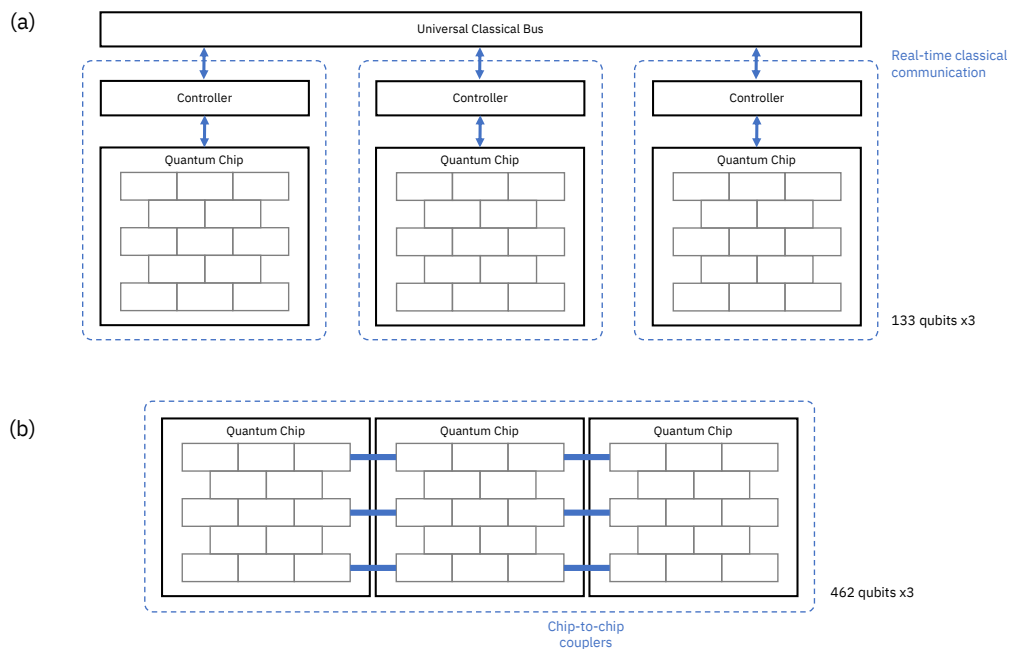 (a)
Universal Classical Bus
Real-time classical
communication
Controller
Controller
Controller
Quantum Chip
Quantum Chip
Quantum Chip
133 qubits x3
(b)
Quantum Chip
Quantum Chip
Quantum Chip
462 qubits x3
Chip-to-chip
couplers